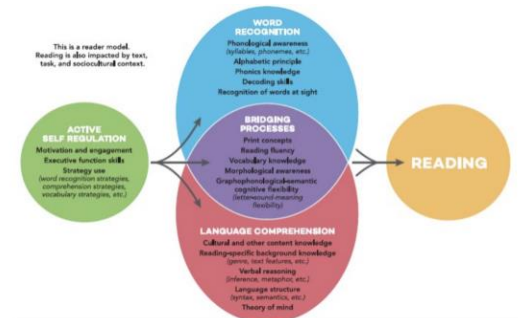 This is a reader model.
Reading is also impacted by text,
task, and sociocultural context.
WORD
RECOGNITION
Phonological awareness
(syllables, phonemes, etc.)
Alphabetic principle
Phonics knowledge
Decoding skills
Recognition of words at sight
ACTIVE
SELF REGULATION
Motivation and engagement
Executive function skills
Strategy use
(word recognition strategies,
comprehension strategies,
vocabulary strategies, etc.)
BRIDGING
PROCESSES
Print concepts
Reading fluency
Vocabulary knowledge
Morphological awareness
Graphophonological-semantic
cognitive flexibility
(letter-sound-meaning
flexibility)
LANGUAGE COMPREHENSION
Cultural and other content knowledge
Reading-specific background knowledge
(genre, text features, etc.)
Verbal reasoning
(inference, metaphor, etc.)
Language structure
(syntax, semantics, etc.)
Theory of mind
READING